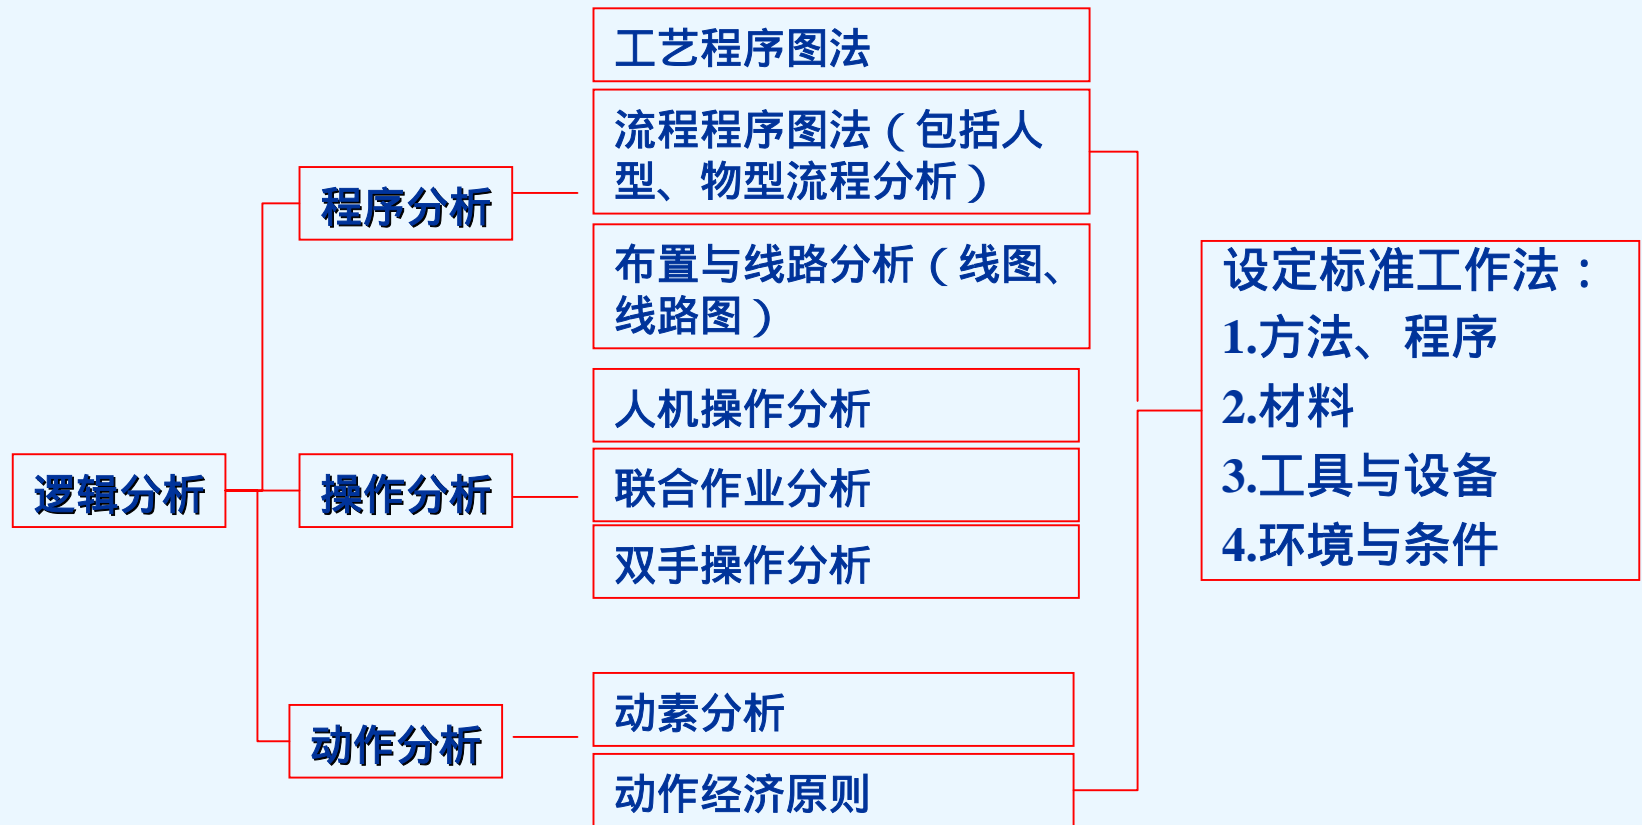 逻辑分析
程序分析
操作分析
动作分析
工艺程序图法
流程程序图法（包括人
型、物型流程分析）
布置与线路分析（线图、
线路图）
人机操作分析
联合作业分析
双手操作分析
动素分析
动作经济原则
设定标准工作法：
1.方法、程序
2.材料
3.工具与设备
4.环境与条件